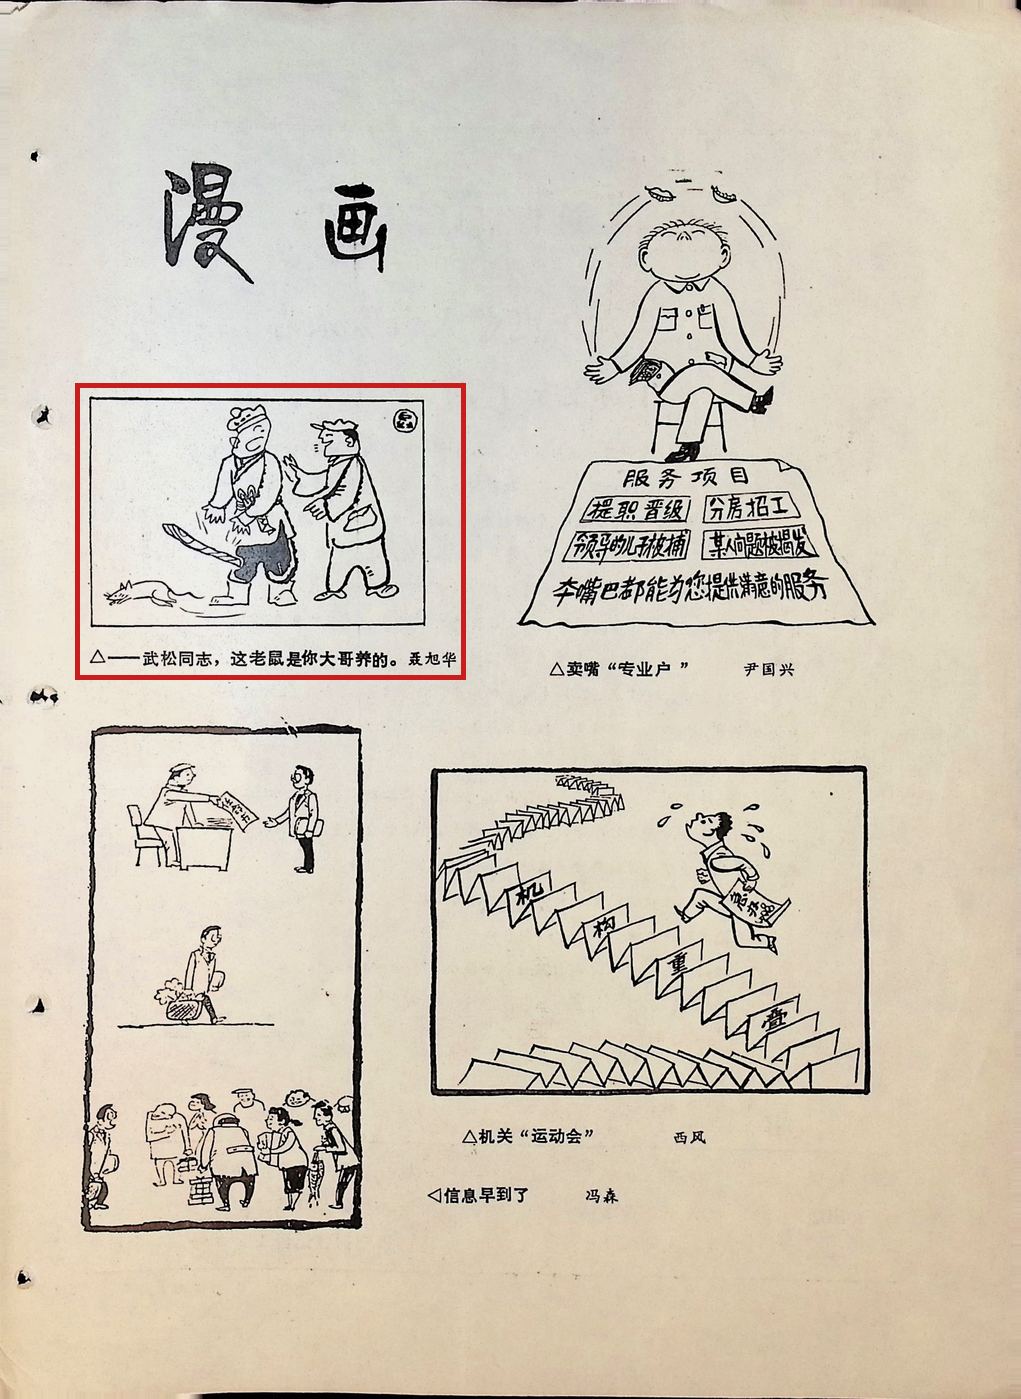 漫画
△——武松同志，这老鼠是你大哥养的。 聂旭华
服务项目
提职晋级 分房招工
领导的儿子被捕 某人问题被揭发
本嘴巴都能为您提供满意的服务
△卖嘴“专业户” 尹国兴
机构重叠
△机关“运动会” 西风
◁信息早到了 冯森